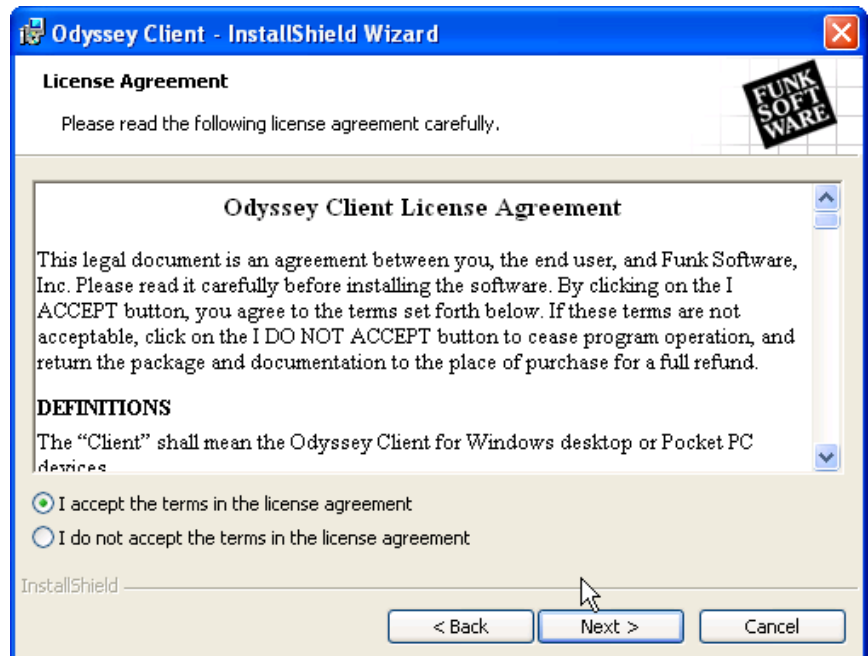 Odyssey Client - InstallShield Wizard
License Agreement
Please read the following license agreement carefully.
FUNK
SOFT
WARE
Odyssey Client License Agreement
This legal document is an agreement between you, the end user, and Funk Software,
Inc. Please read it carefully before installing the software. By clicking on the I
ACCEPT button, you agree to the terms set forth below. If these terms are not
acceptable, click on the I DO NOT ACCEPT button to cease program operation, and
return the package and documentation to the place of purchase for a full refund.
DEFINITIONS
The “Client” shall mean the Odyssey Client for Windows desktop or Pocket PC
devices
I accept the terms in the license agreement
I do not accept the terms in the license agreement
InstallShield
< Back
Next >
Cancel